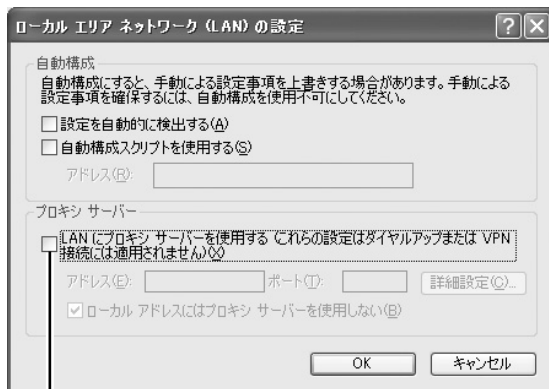 ローカル エリア ネットワーク (LAN) の設定
自動構成
自動構成にすると、手動による設定事項を上書きする場合があります。手動による
設定事項を確保するには、自動構成を使用不可にしてください。
設定を自動的に検出する(A)
自動構成スクリプトを使用する(S)
アドレス(R):
プロキシ サーバー
LAN にプロキシ サーバーを使用する (これらの設定はダイヤルアップまたは VPN
接続には適用されません)(X)
アドレス(E): ポート(T): 詳細設定(C)...
ローカル アドレスにはプロキシ サーバーを使用しない(B)
OK キャンセル